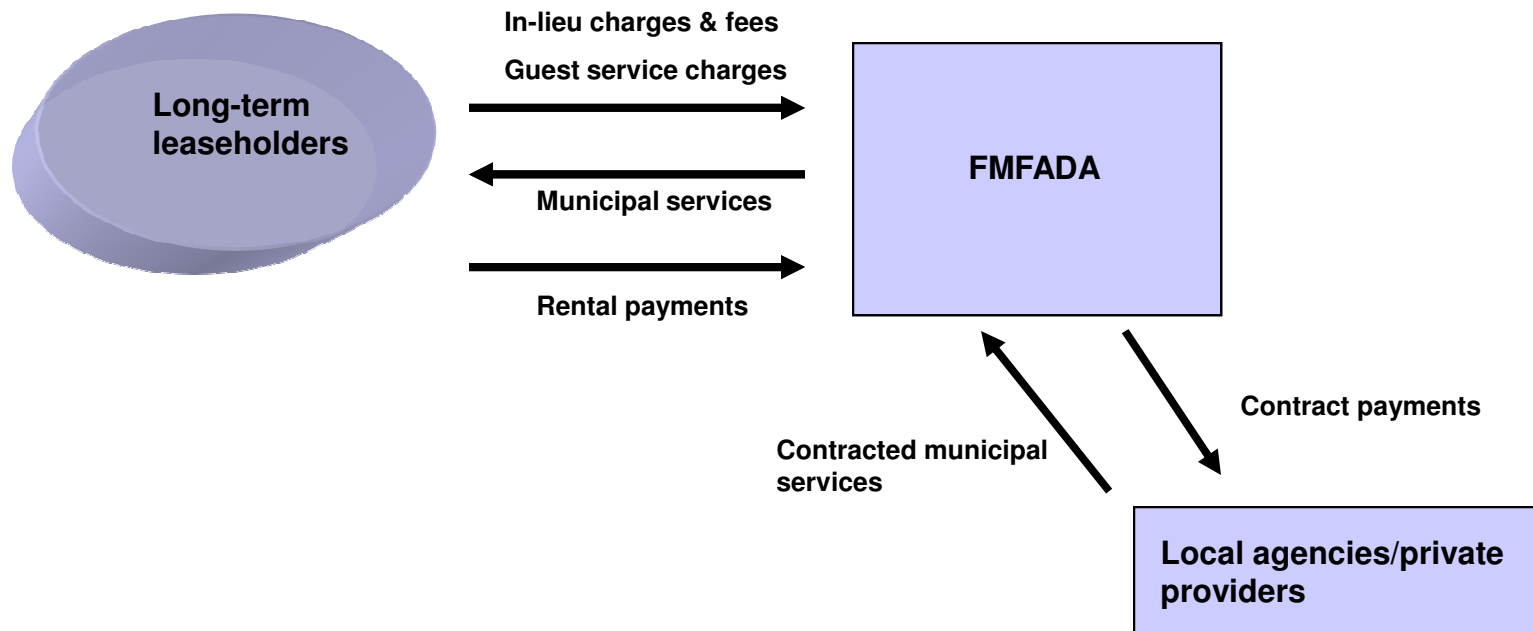 In-lieu charges & fees
Guest service charges
Long-term
leaseholders
FMFADA
Municipal services
Rental payments
Contract payments
Contracted municipal
services
Local agencies/private
providers